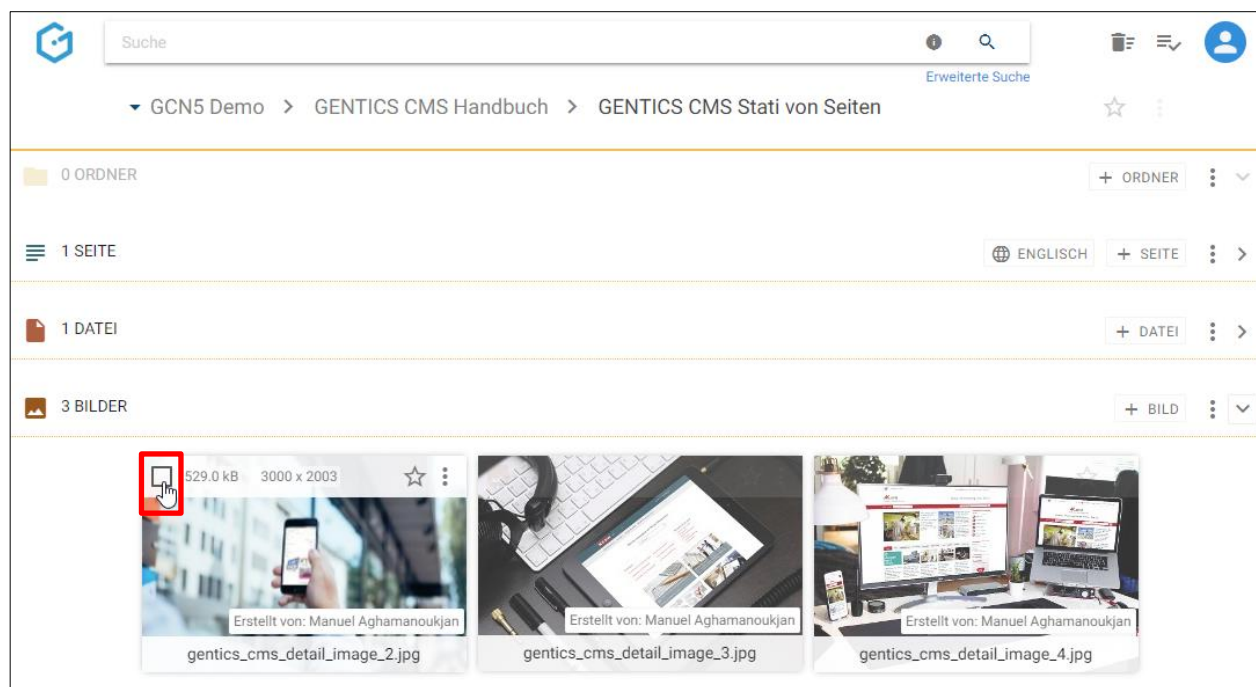 Suche
Erweiterte Suche
GCN5 Demo > GENTICS CMS Handbuch > GENTICS CMS Stati von Seiten
0 ORDNER + ORDNER
1 SEITE ENGLISCH + SEITE
1 DATEI + DATEI
3 BILDER + BILD
529.0 kB 3000 x 2003
Erstellt von: Manuel Aghamanoukjan Erstellt von: Manuel Aghamanoukjan Erstellt von: Manuel Aghamanoukjan
gentics_cms_detail_image_2.jpg gentics_cms_detail_image_3.jpg gentics_cms_detail_image_4.jpg